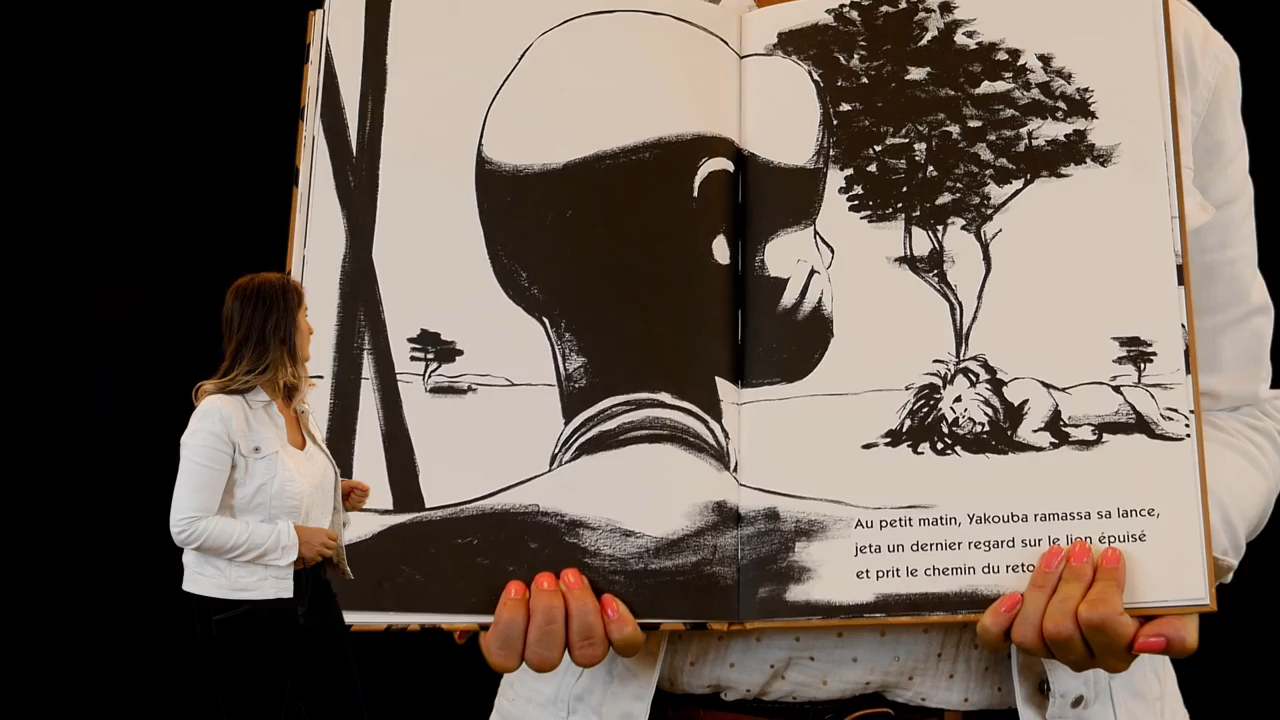 Au petit matin, Yakouba ramassa sa lance,
jeta un dernier regard sur le lion épuisé
et prit le chemin du